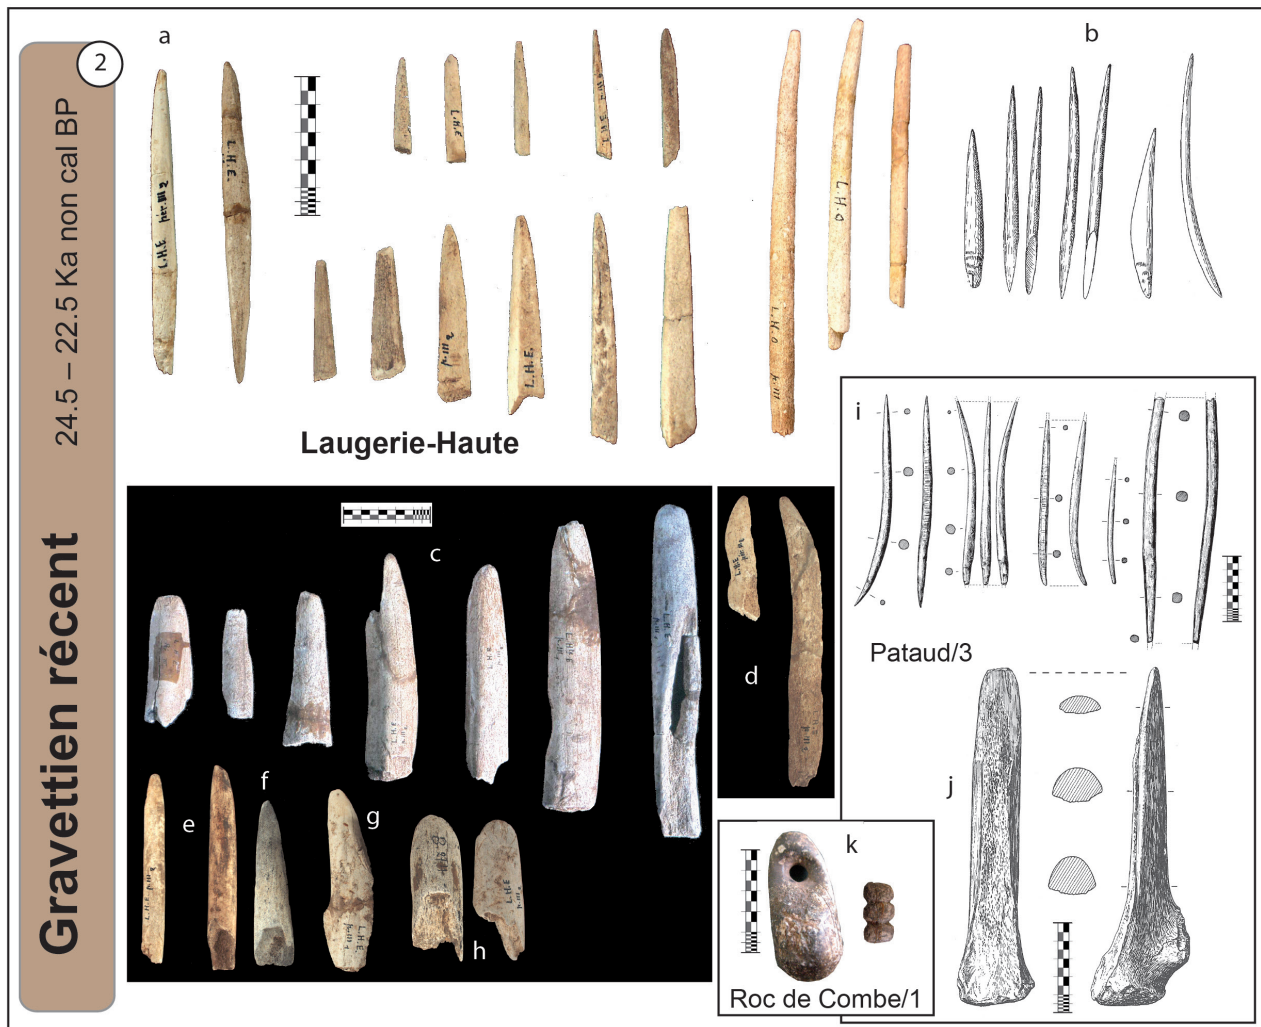 2
Gravettien récent 24.5 – 22.5 Ka non cal BP
a
b
L.H.E.
L.H.E
L.H.E.
L.H.O
L.H.O
Laugerie-Haute
c
d
e
f
g
h
L.H.E
L.H.E
i
Pataud/3
j
k
Roc de Combe/1